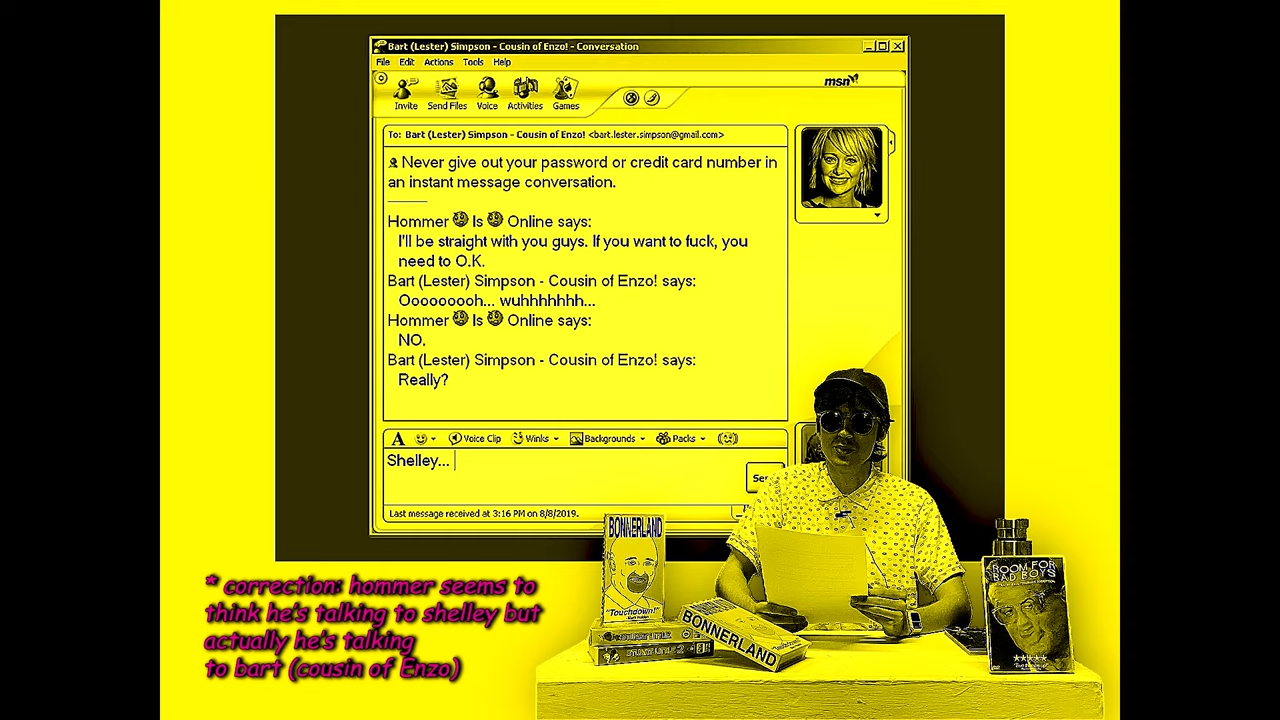 Bart (Lester) Simpson - Cousin of Enzo! - Conversation
File Edit Actions Tools Help
msn
Invite Send Files Voice Activities Games
To: Bart (Lester) Simpson - Cousin of Enzo! <bart.lester.simpson@gmail.com>
Never give out your password or credit card number in
an instant message conversation.
Hommer Is Online says:
I'll be straight with you guys. If you want to fuck, you
need to O.K.
Bart (Lester) Simpson - Cousin of Enzo! says:
Ooooooooh... wuhhhhhhh...
Hommer Is Online says:
NO.
Bart (Lester) Simpson - Cousin of Enzo! says:
Really?
A Voice Clip Winks Backgrounds Packs
Shelley...
Last message received at 3:16 PM on 8/8/2019.
BONNERLAND
"Touchdown!"
BONNERLAND
ROOM FOR
BAD BOYS
* correction: hommer seems to
think he's talking to shelley but
actually he's talking
to bart (cousin of Enzo)